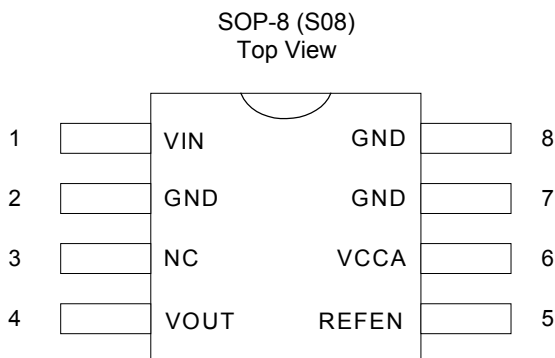 SOP-8 (S08)
Top View
1 VIN GND 8
2 GND GND 7
3 NC VCCA 6
4 VOUT REFEN 5